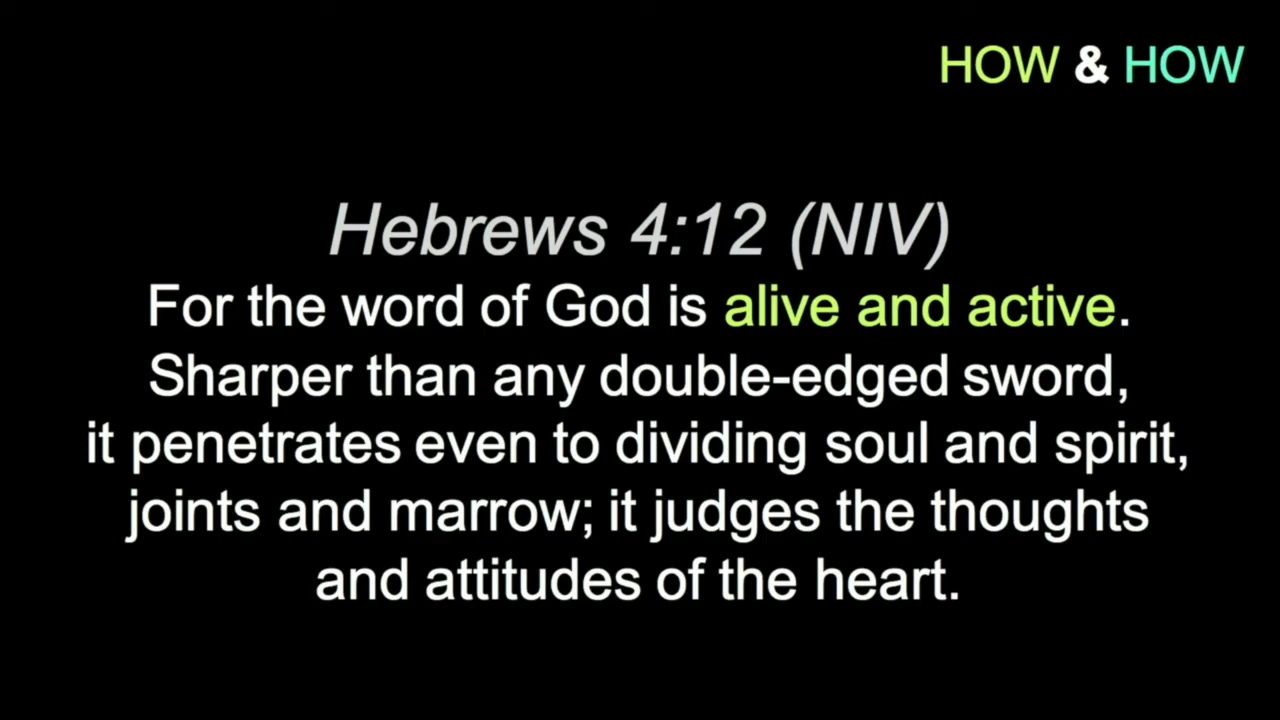 HOW & HOW
Hebrews 4:12 (NIV)
For the word of God is alive and active.
Sharper than any double-edged sword,
it penetrates even to dividing soul and spirit,
joints and marrow; it judges the thoughts
and attitudes of the heart.